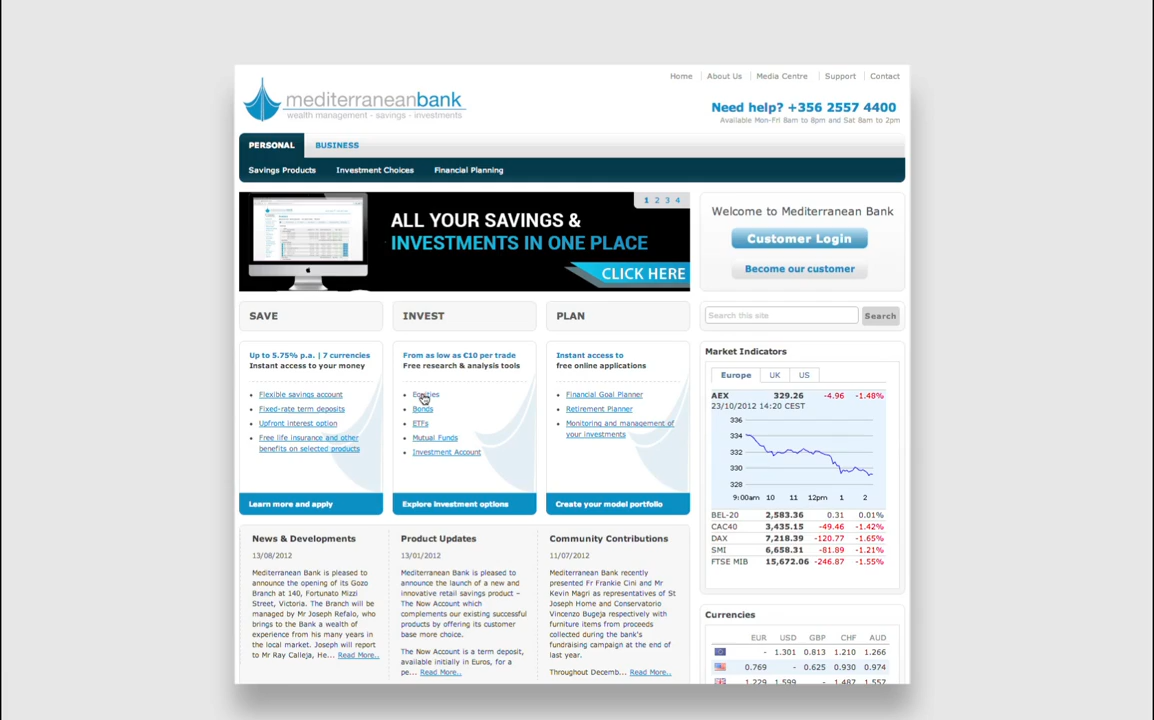 Home
About Us
Media Centre
Support
Contact
mediterraneanbank
wealth management - savings - investments
Need help? +356 2557 4400
Available Mon-Fri 8am to 8pm and Sat 8am to 2pm
PERSONAL
BUSINESS
Savings Products
Investment Choices
Financial Planning
1 2 3 4
ALL YOUR SAVINGS &
INVESTMENTS IN ONE PLACE
CLICK HERE
Welcome to Mediterranean Bank
Customer Login
Become our customer
SAVE
Up to 5.75% p.a. | 7 currencies
Instant access to your money
Flexible savings account
Fixed-rate term deposits
Upfront interest option
Free life insurance and other
benefits on selected products
Learn more and apply
INVEST
From as low as €10 per trade
Free research & analysis tools
Equities
Bonds
ETFs
Mutual Funds
Investment Account
Explore investment options
PLAN
Instant access to
free online applications
Financial Goal Planner
Retirement Planner
Monitoring and management of
your investments
Create your model portfolio
Search this site
Search
Market Indicators
Europe
UK
US
AEX 329.26 -4.96 -1.48%
23/10/2012 14:20 CEST
336
334
332
330
328
9:00am 10 11 12pm 1 2
BEL-20 2,583.36 0.31 0.01%
CAC40 3,435.15 -49.46 -1.42%
DAX 7,218.39 -120.77 -1.65%
SMI 6,658.31 -81.89 -1.21%
FTSE MIB 15,672.06 -246.87 -1.55%
News & Developments
13/08/2012
Mediterranean Bank is pleased to
announce the opening of its Gozo
Branch at 140, Fortunato Mizzi
Street, Victoria. The Branch will be
managed by Mr Joseph Refalo, who
brings to the Bank a wealth of
experience from his many years in
the local market. Joseph will report
to Mr Ray Calleja, He... Read More..
Product Updates
13/01/2012
Mediterranean Bank is pleased to
announce the launch of a new and
innovative retail savings product –
The Now Account which
complements our existing successful
products by offering its customer
base more choice.
The Now Account is a term deposit,
available initially in Euros, for a
pe... Read More..
Community Contributions
11/07/2012
Mediterranean Bank recently
presented Fr Frankie Cini and Mr
Kevin Magri as representatives of St
Joseph Home and Conservatorio
Vincenzo Bugeja respectively with
furniture items from proceeds
collected during the bank's
fundraising campaign at the end of
last year.
Throughout Decemb... Read More..
Currencies
EUR USD GBP CHF AUD
- 1.301 0.813 1.210 1.266
0.769 - 0.625 0.930 0.974
1.229 1.599 - 1.487 1.557